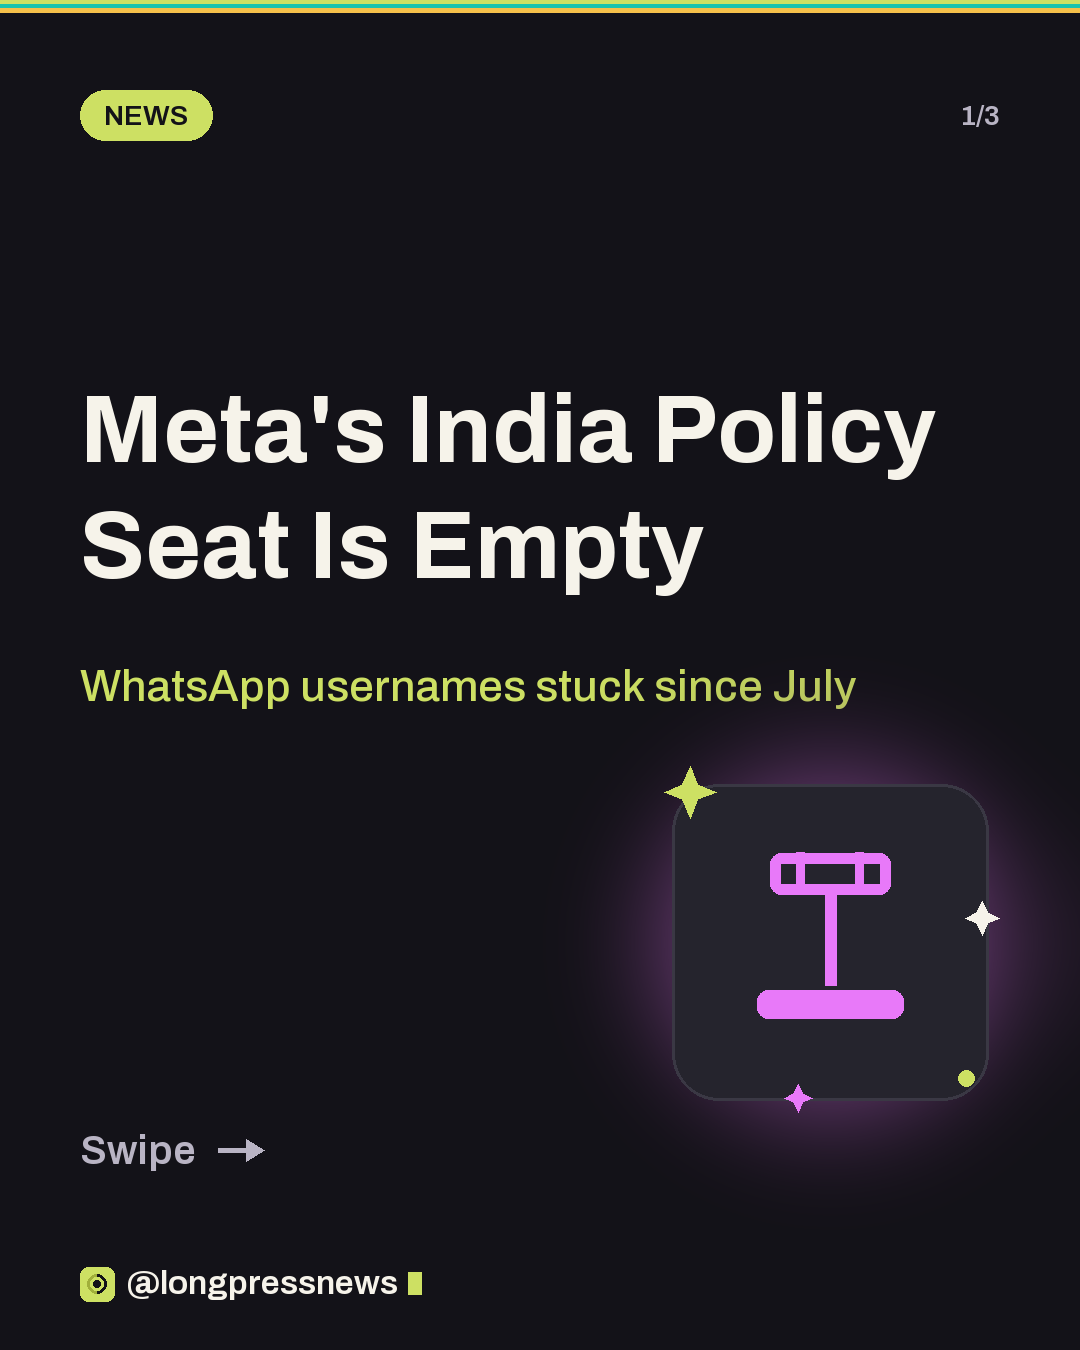 NEWS
1/3
Meta's India Policy
Seat Is Empty
WhatsApp usernames stuck since July
Swipe
@longpressnews